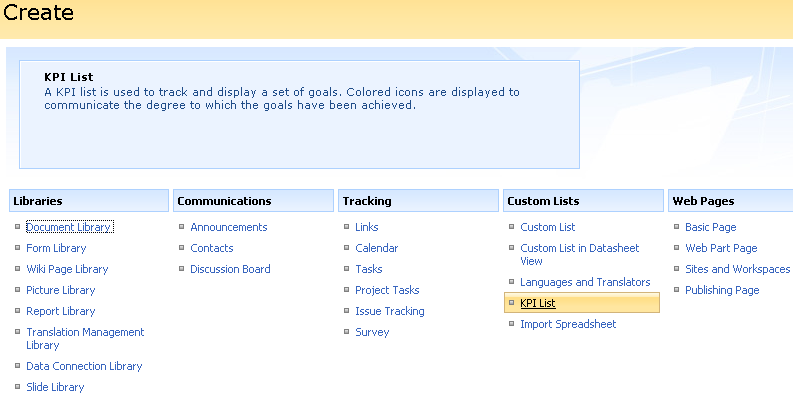 Create
KPI List
A KPI list is used to track and display a set of goals. Colored icons are displayed to
communicate the degree to which the goals have been achieved.
Libraries
Document Library
Form Library
Wiki Page Library
Picture Library
Report Library
Translation Management
Library
Data Connection Library
Slide Library
Communications
Announcements
Contacts
Discussion Board
Tracking
Links
Calendar
Tasks
Project Tasks
Issue Tracking
Survey
Custom Lists
Custom List
Custom List in Datasheet
View
Languages and Translators
KPI List
Import Spreadsheet
Web Pages
Basic Page
Web Part Page
Sites and Workspaces
Publishing Page